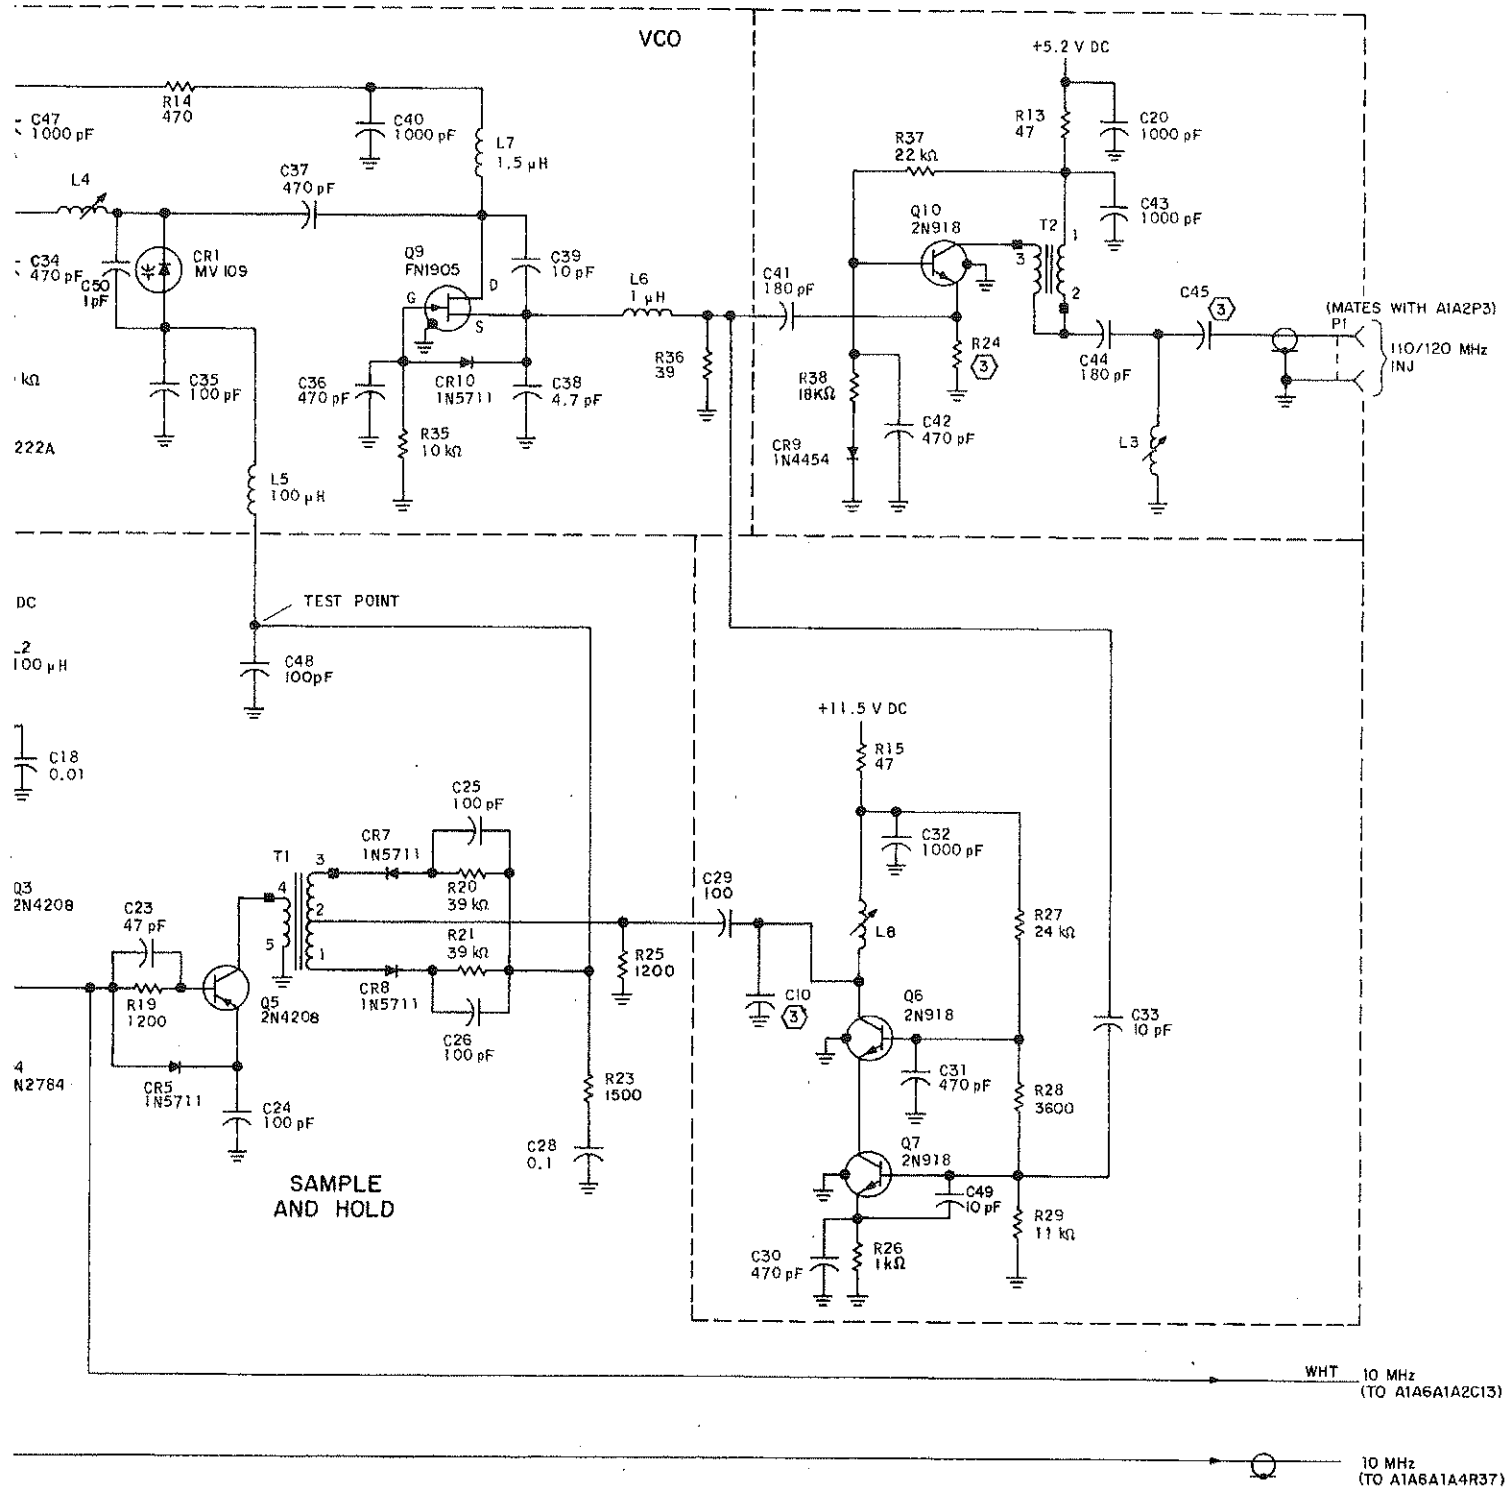 VCO
+5.2 V DC
R14
470
C47
1000 pF
C40
1000 pF
L7
1.5 µH
R13
47
C20
1000 pF
R37
22 kΩ
L4
C37
470 pF
C43
1000 pF
Q10
2N918
T2
1
2
3
C34
470 pF
C50
1pF
CR1
MV 109
Q9
FN1905
G
D
S
C39
10 pF
L6
1 µH
C41
180 pF
C45
3
(MATES WITH A1A2P3)
P1
110/120 MHz
INJ
R24
3
C44
180 pF
kΩ
C35
100 pF
C36
470 pF
CR10
1N5711
C38
4.7 pF
R36
39
R38
18KΩ
222A
R35
10 kΩ
C42
470 pF
CR9
1N4454
L3
L5
100 µH
DC
TEST POINT
L2
100 µH
C48
100pF
+11.5 V DC
C18
0.01
R15
47
C25
100 pF
CR7
1N5711
C32
1000 pF
T1
3
4
2
5
1
Q3
2N4208
R20
39 kΩ
C29
100
C23
47 pF
L8
R27
24 kΩ
R21
39 kΩ
R25
1200
R19
1200
Q5
2N4208
CR8
1N5711
C10
3
Q6
2N918
C33
10 pF
C26
100 pF
4
N2784
CR5
1N5711
C31
470 pF
R23
1500
R28
3600
C24
100 pF
C28
0.1
Q7
2N918
SAMPLE
AND HOLD
C49
10 pF
R29
11 kΩ
C30
470 pF
R26
1kΩ
WHT
10 MHz
(TO A1A6A1A2C13)
10 MHz
(TO A1A6A1A4R37)